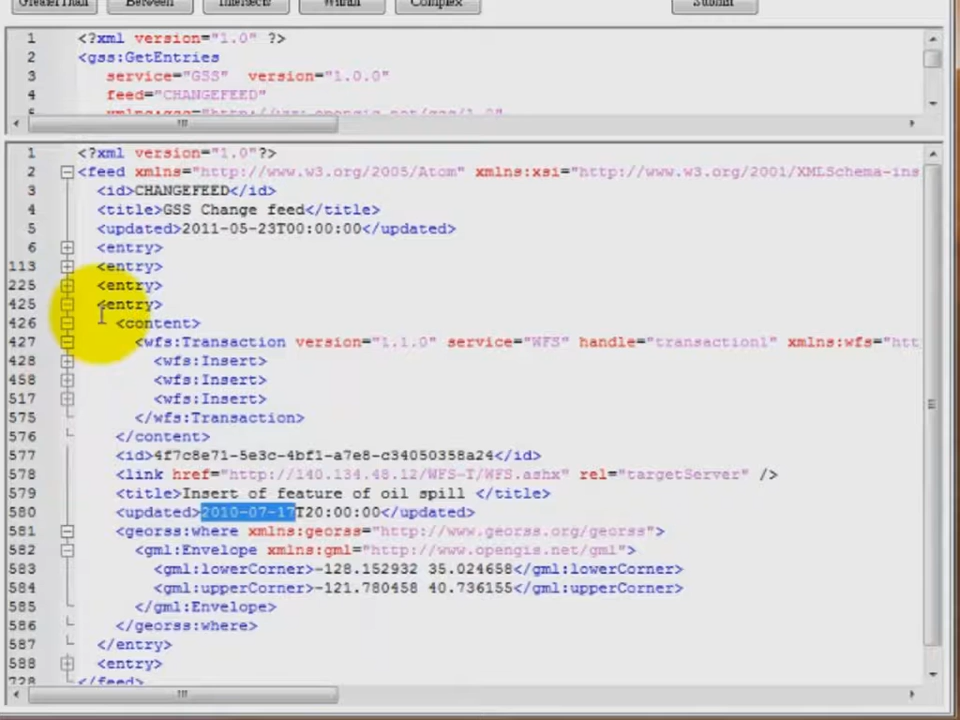 GreaterThan Between Intersects Within Complex Submit
1 <?xml version="1.0" ?>
2 <gss:GetEntries
3 service="GSS" version="1.0.0"
4 feed="CHANGEFEED"
1 <?xml version="1.0"?>
2 <feed xmlns="http://www.w3.org/2005/Atom" xmlns:xsi="http://www.w3.org/2001/XMLSchema-ins
3 <id>CHANGEFEED</id>
4 <title>GSS Change feed</title>
5 <updated>2011-05-23T00:00:00</updated>
6 <entry>
113 <entry>
225 <entry>
425 <entry>
426 <content>
427 <wfs:Transaction version="1.1.0" service="WFS" handle="transaction1" xmlns:wfs="htt
428 <wfs:Insert>
458 <wfs:Insert>
517 <wfs:Insert>
575 </wfs:Transaction>
576 </content>
577 <id>4f7c8e71-5e3c-4bf1-a7e8-c34050358a24</id>
578 <link href="http://140.134.48.12/WFS-T/WFS.ashx" rel="targetServer" />
579 <title>Insert of feature of oil spill </title>
580 <updated>2010-07-17T20:00:00</updated>
581 <georss:where xmlns:georss="http://www.georss.org/georss">
582 <gml:Envelope xmlns:gml="http://www.opengis.net/gml">
583 <gml:lowerCorner>-128.152932 35.024658</gml:lowerCorner>
584 <gml:upperCorner>-121.780458 40.736155</gml:upperCorner>
585 </gml:Envelope>
586 </georss:where>
587 </entry>
588 <entry>
728 </feed>